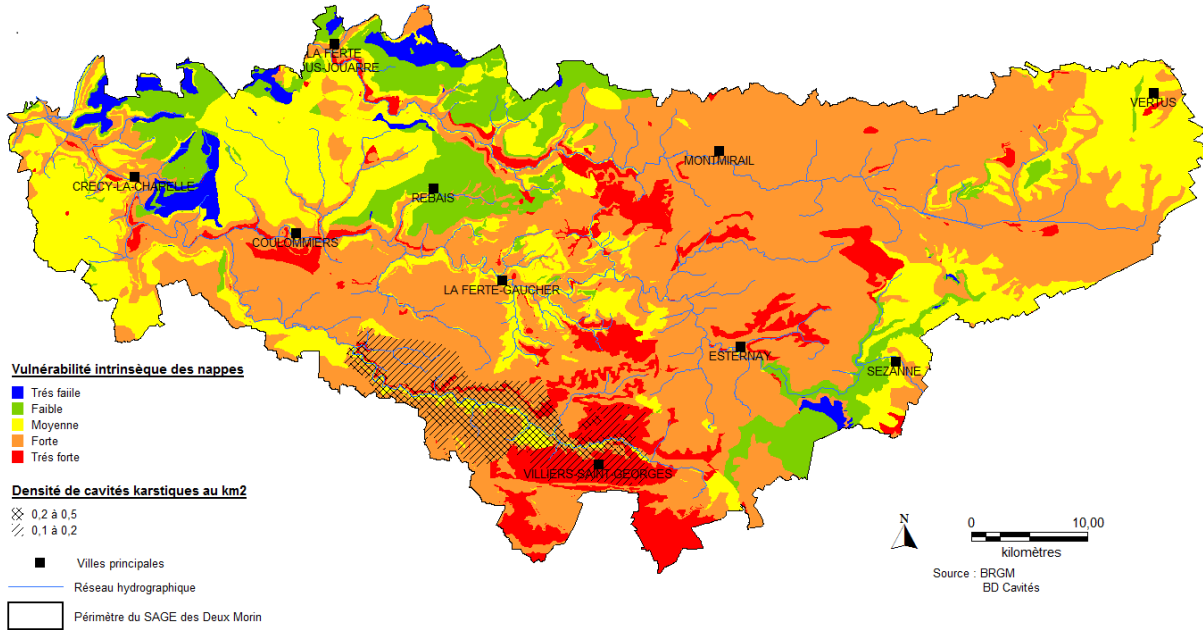 LA FERTE
US-JOUARRE
VERTUS
MONTMIRAIL
CRECY-LA-CHAPELLE
REBAIS
COULOMMIERS
LA FERTE-GAUCHER
ESTERNAY
SEZANNE
VILLIERS-SAINT-GEORGES
Vulnérabilité intrinsèque des nappes
Trés faiile
Faible
Moyenne
Forte
Trés forte
Densité de cavités karstiques au km2
0,2 à 0,5
0,1 à 0,2
Villes principales
Réseau hydrographique
Périmètre du SAGE des Deux Morin
N
0 10,00
kilomètres
Source : BRGM
BD Cavités